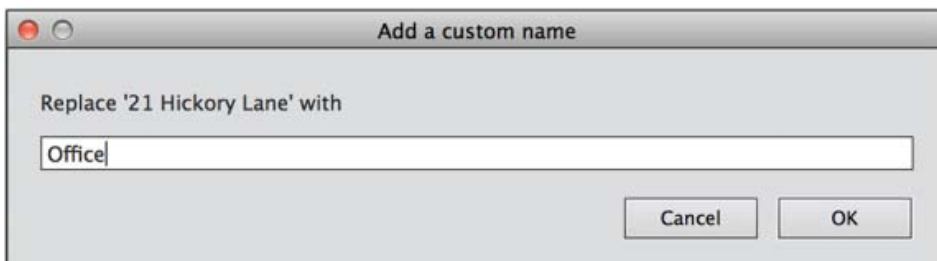 Add a custom name
Replace '21 Hickory Lane' with
Office
Cancel OK